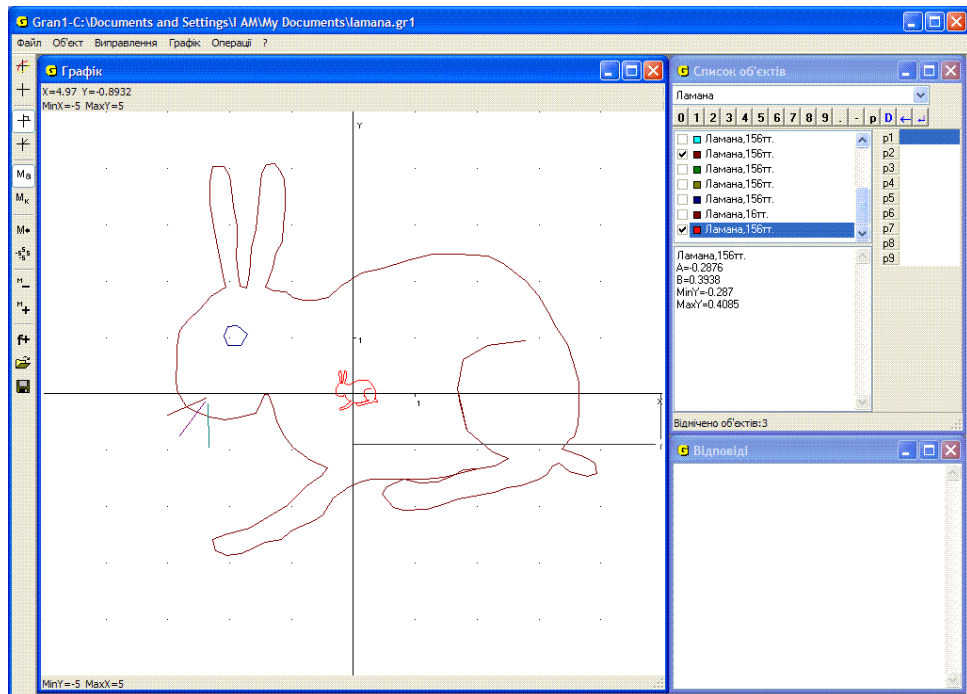 Gran1-C:\Documents and Settings\I AM\My Documents\lamana.gr1
Файл Об'єкт Виправлення Графік Операції ?
Графік
X=4.97 Y=-0.8932
MinX=-5 MaxY=5
Y
1
1
X
MinY=-5 MaxX=5
Ma
Mк
M
M
M
f+
Список об'єктів
Ламана
0 1 2 3 4 5 6 7 8 9 . - p D
Ламана,156тт.
Ламана,156тт.
Ламана,156тт.
Ламана,156тт.
Ламана,156тт.
Ламана,16тт.
Ламана,156тт.
p1
p2
p3
p4
p5
p6
p7
p8
p9
Ламана,156тт.
A=-0.2876
B=0.3938
MinY=-0.287
MaxY=0.4085
Відмічено об'єктів:3
Відповіді